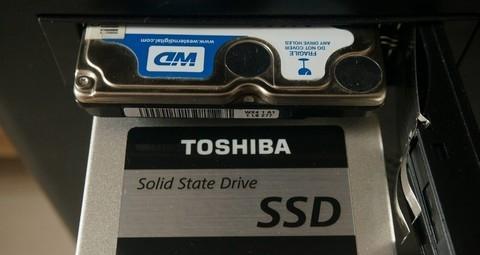 www.westerndigital.com
WD
FRAGILE
DO NOT COVER
ANY DRIVE HOLES
TOSHIBA
Solid State Drive
SSD